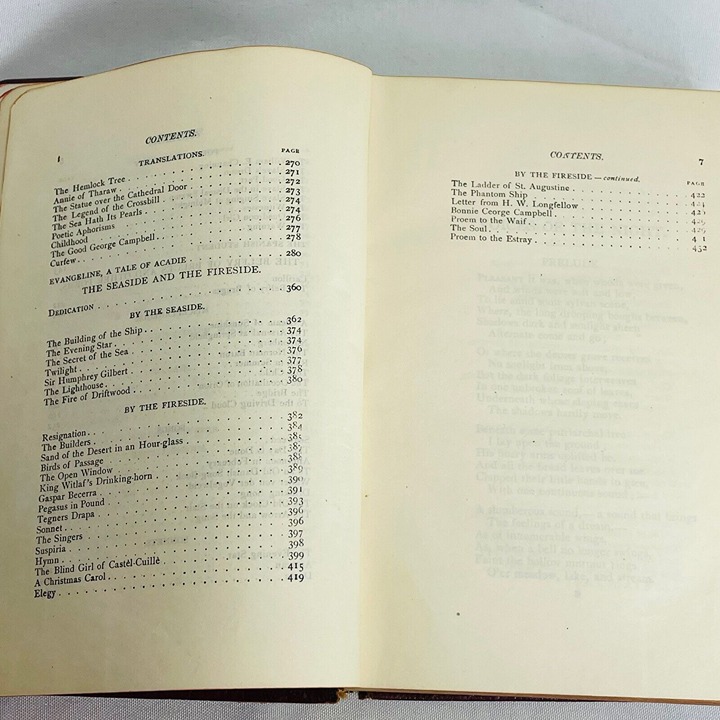 CONTENTS.
TRANSLATIONS.
PAGE
The Hemlock Tree . . . 270
Annie of Tharaw . . . 271
The Statue over the Cathedral Door . . . 272
The Legend of the Crossbill . . . 273
The Sea Hath Its Pearls . . . 274
Poetic Aphorisms . . . 274
Childhood . . . 276
The Good George Campbell . . . 277
Curfew . . . 278
EVANGELINE, A TALE OF ACADIE . . . 280
THE SEASIDE AND THE FIRESIDE.
DEDICATION . . . 360
BY THE SEASIDE.
The Building of the Ship . . . 362
The Evening Star . . . 374
The Secret of the Sea . . . 374
Twilight . . . 376
Sir Humphrey Gilbert . . . 377
The Lighthouse . . . 378
The Fire of Driftwood . . . 380
BY THE FIRESIDE.
Resignation . . . 382
The Builders . . . 384
Sand of the Desert in an Hour-glass . . . 385
Birds of Passage . . .
The Open Window . . . 388
King Witlaf's Drinking-horn . . . 389
Gaspar Becerra . . . 390
Pegasus in Pound . . . 391
Tegners Drapa . . . 393
Sonnet . . . 396
The Singers . . . 396
Suspiria . . . 397
Hymn . . . 398
The Blind Girl of Castèl-Cuillè . . . 399
A Christmas Carol . . . 415
Elegy . . . 419
CONTENTS. 7
BY THE FIRESIDE — continued.
PAGE
The Ladder of St. Augustine . . . 422
The Phantom Ship . . .
Letter from H. W. Longfellow . . .
Bonnie George Campbell . . .
Proem to the Waif . . .
The Soul . . .
Proem to the Estray . . . 432